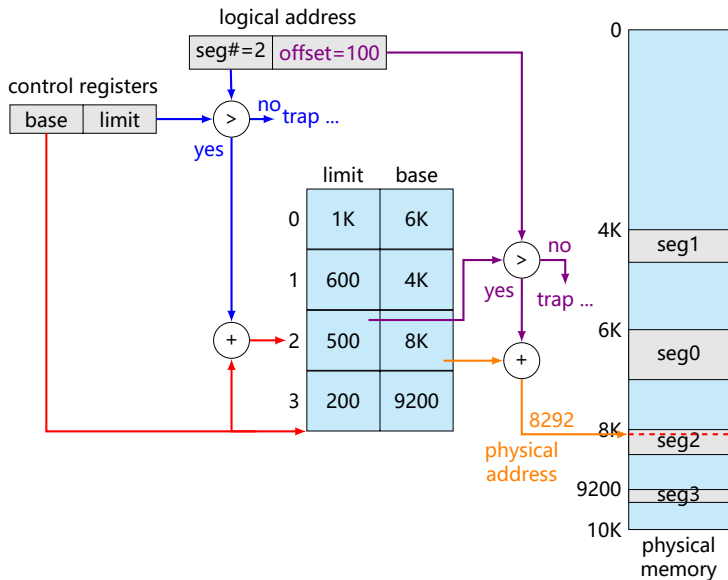 logical address
seg#=2 offset=100
control registers
base limit
>
no
trap ...
yes
limit base
0 1K 6K
1 600 4K
2 500 8K
3 200 9200
+
>
no
yes
trap ...
+
8292
physical
address
0
4K
seg1
6K
seg0
8K
seg2
9200
seg3
10K
physical
memory